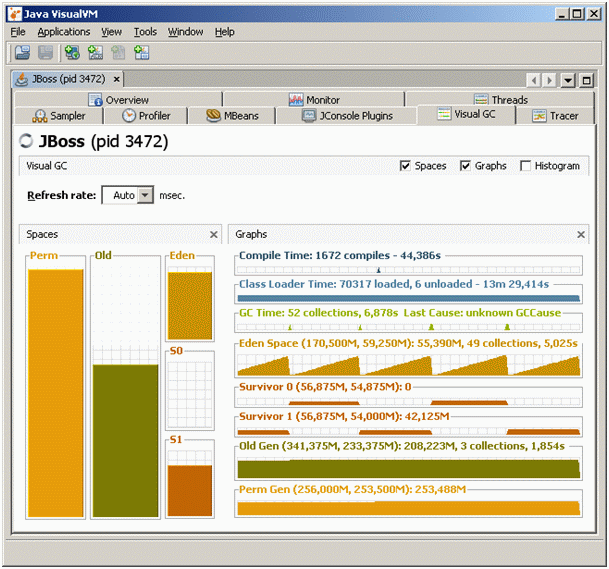 Java VisualVM
File Applications View Tools Window Help
JBoss (pid 3472)
Overview Monitor Threads
Sampler Profiler MBeans JConsole Plugins Visual GC Tracer
JBoss (pid 3472)
Visual GC Spaces Graphs Histogram
Refresh rate: Auto msec.
Spaces
Perm Old Eden
S0
S1
Graphs
Compile Time: 1672 compiles - 44,386s
Class Loader Time: 70317 loaded, 6 unloaded - 13m 29,414s
GC Time: 52 collections, 6,878s Last Cause: unknown GCCause
Eden Space (170,500M, 59,250M): 55,390M, 49 collections, 5,025s
Survivor 0 (56,875M, 54,875M): 0
Survivor 1 (56,875M, 54,000M): 42,125M
Old Gen (341,375M, 233,375M): 208,223M, 3 collections, 1,854s
Perm Gen (256,000M, 253,500M): 253,488M